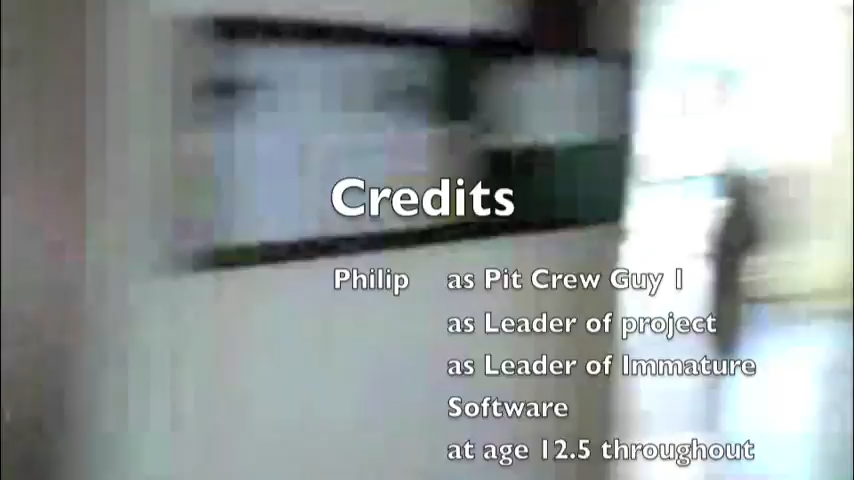 Credits
Philip as Pit Crew Guy 1
as Leader of project
as Leader of Immature
Software
at age 12.5 throughout